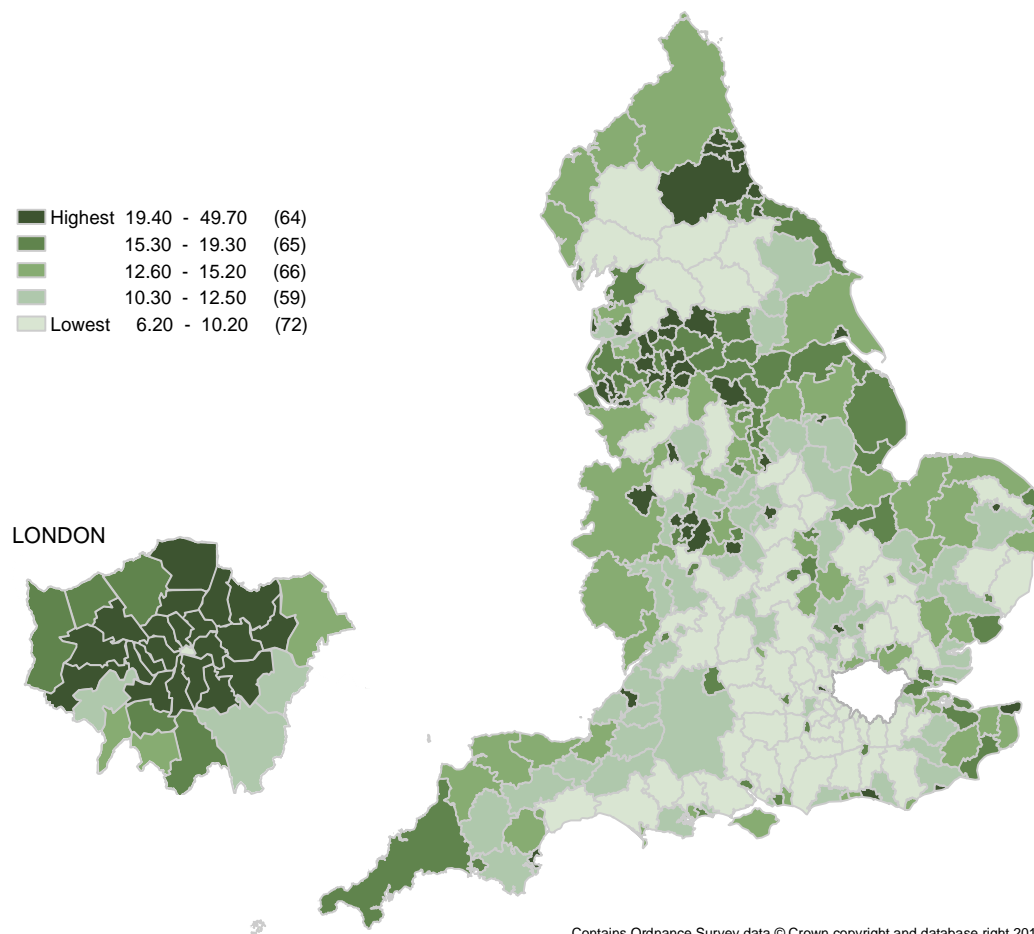 Highest 19.40 - 49.70 (64)
15.30 - 19.30 (65)
12.60 - 15.20 (66)
10.30 - 12.50 (59)
Lowest 6.20 - 10.20 (72)
LONDON
Contains Ordnance Survey data © Crown copyright and database right 201